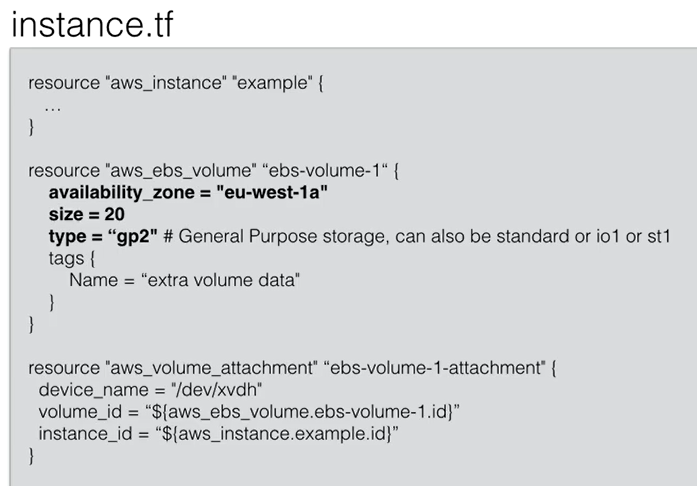 instance.tf
resource "aws_instance" "example" {
...
}
resource "aws_ebs_volume" “ebs-volume-1“ {
availability_zone = "eu-west-1a"
size = 20
type = “gp2" # General Purpose storage, can also be standard or io1 or st1
tags {
Name = “extra volume data"
}
}
resource "aws_volume_attachment" “ebs-volume-1-attachment" {
device_name = "/dev/xvdh"
volume_id = “${aws_ebs_volume.ebs-volume-1.id}”
instance_id = “${aws_instance.example.id}”
}